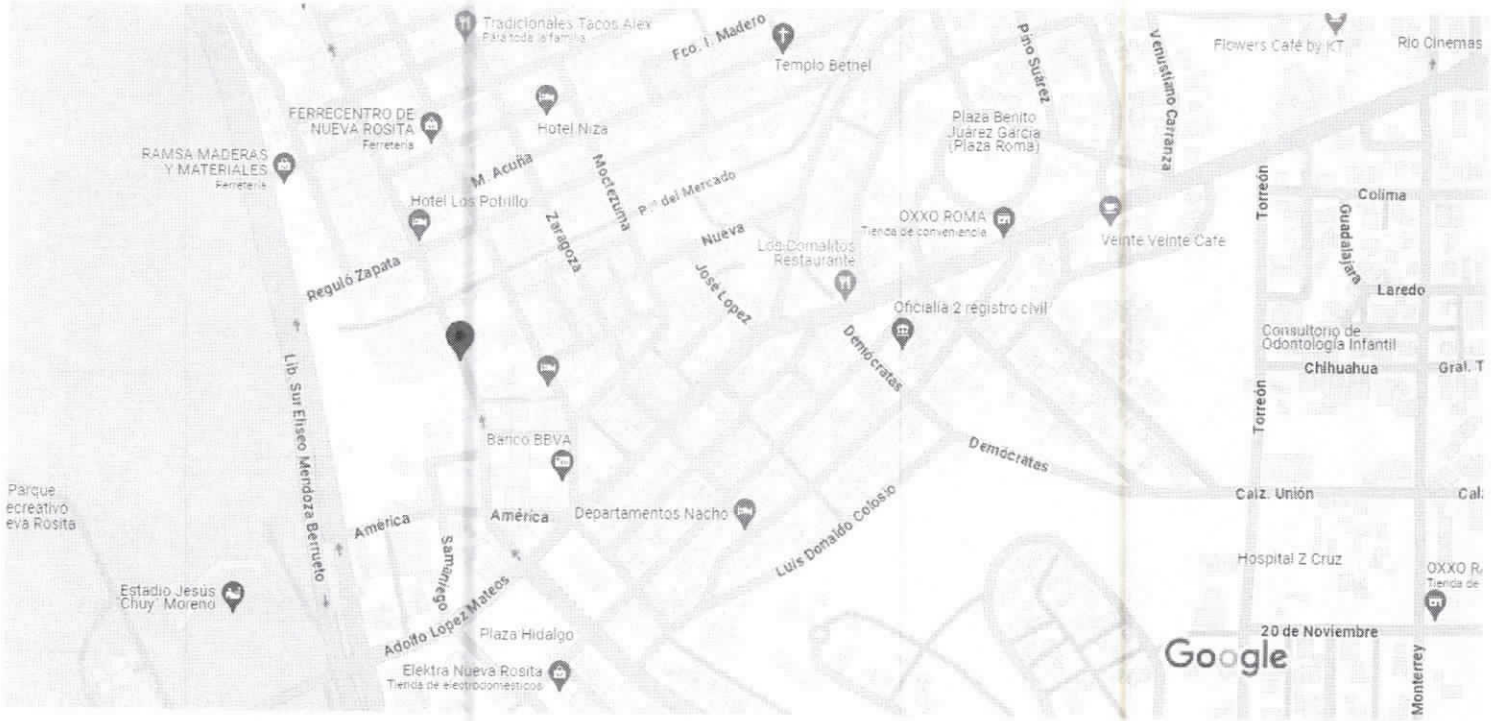 Tradicionales Tacos Alex
Para toda la familia
Fco. I. Madero
Templo Bethel
Pino Suárez
Venustiano Carranza
Flowers Café by KT
Rio Cinemas
FERRECENTRO DE
NUEVA ROSITA
Ferretería
Hotel Niza
Plaza Benito
Juárez García
(Plaza Roma)
RAMSA MADERAS
Y MATERIALES
Ferretería
M. Acuña
Moctezuma
P.º del Mercado
Hotel Los Potrillo
Zaragoza
Nueva
OXXO ROMA
Tienda de conveniencia
Veinte Veinte Cafe
Torreón
Colima
Guadalajara
Laredo
Los Comalitos
Restaurante
Regulo Zapata
José Lopez
Oficialia 2 registro civil
Demócratas
Consultorio de
Odontología Infantil
Chihuahua
Gral. T
Lib. Sur Eliseo Mendoza Berrueto
Torreón
Banco BBVA
Demócratas
Parque
ecreativo
eva Rosita
América
América
Departamentos Nacho
Luis Donaldo Colosio
Calz. Unión
Cal
Samaniego
Hospital Z Cruz
Estadio Jesús
"Chuy" Moreno
Adolfo López Mateos
Plaza Hidalgo
OXXO R
Tienda de
20 de Noviembre
Elektra Nueva Rosita
Tienda de electrodomésticos
Google
Monterrey